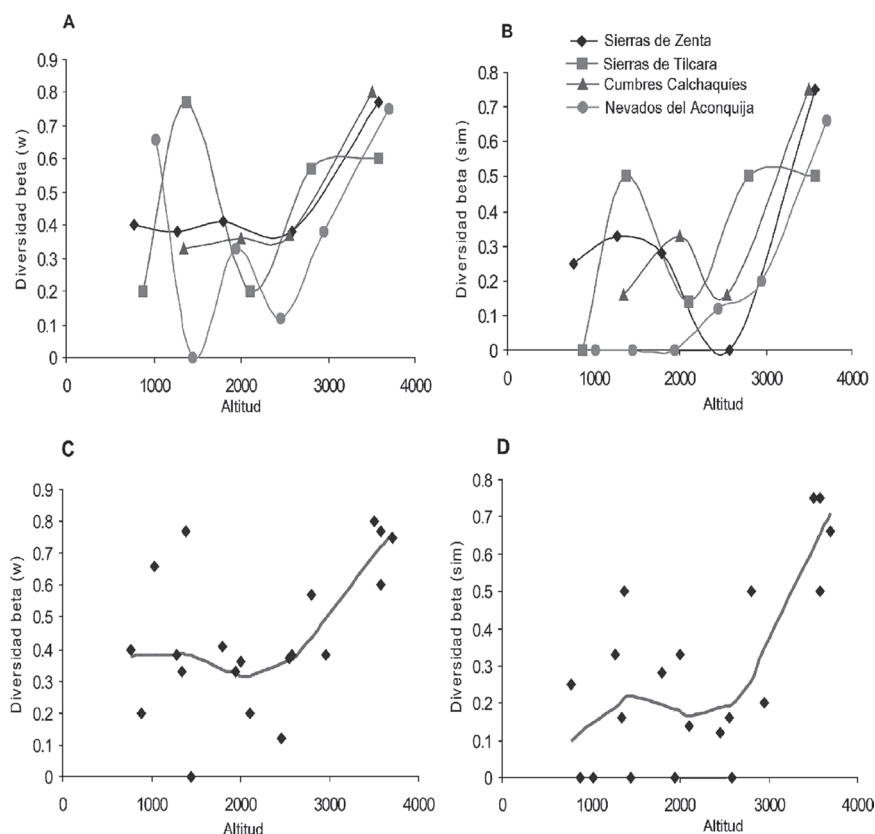 A
0.9
0.8
0.7
0.6
0.5
0.4
0.3
0.2
0.1
0
Diversidad beta (w)
0 1000 2000 3000 4000
Altitud
B
Sierras de Zenta
Sierras de Tilcara
Cumbres Calchaquíes
Nevados del Aconquija
0.8
0.7
0.6
0.5
0.4
0.3
0.2
0.1
0
Diversidad beta (sim)
0 1000 2000 3000 4000
Altitud
C
0.9
0.8
0.7
0.6
0.5
0.4
0.3
0.2
0.1
0
Diversidad beta (w)
0 1000 2000 3000 4000
Altitud
D
0.8
0.7
0.6
0.5
0.4
0.3
0.2
0.1
0
Diversidad beta (sim)
0 1000 2000 3000 4000
Altitud